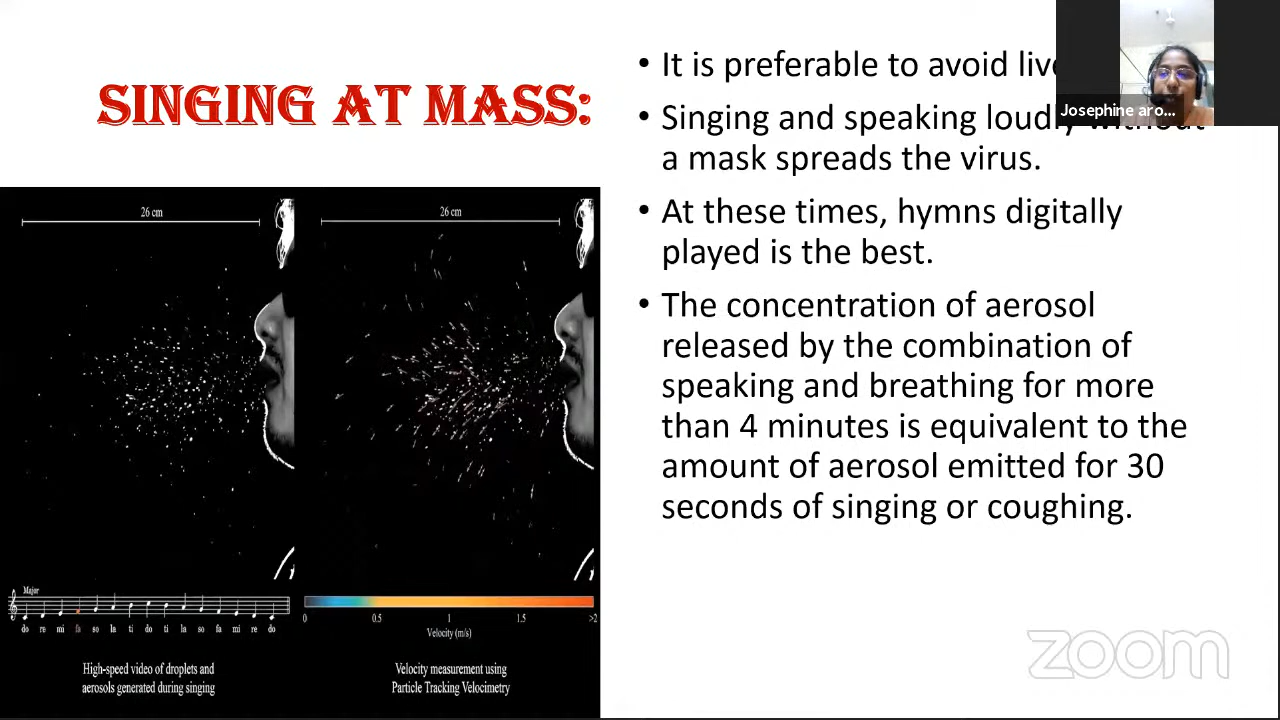 SINGING AT MASS:
• It is preferable to avoid live
• Singing and speaking loudly without
a mask spreads the virus.
• At these times, hymns digitally
played is the best.
• The concentration of aerosol
released by the combination of
speaking and breathing for more
than 4 minutes is equivalent to the
amount of aerosol emitted for 30
seconds of singing or coughing.
Josephine aro...
26 cm
26 cm
Major
do re mi fa so la ti do ti la so fa mi re do
0 0.5 1 1.5 >2
Velocity (m/s)
High-speed video of droplets and
aerosols generated during singing
Velocity measurement using
Particle Tracking Velocimetry
zoom